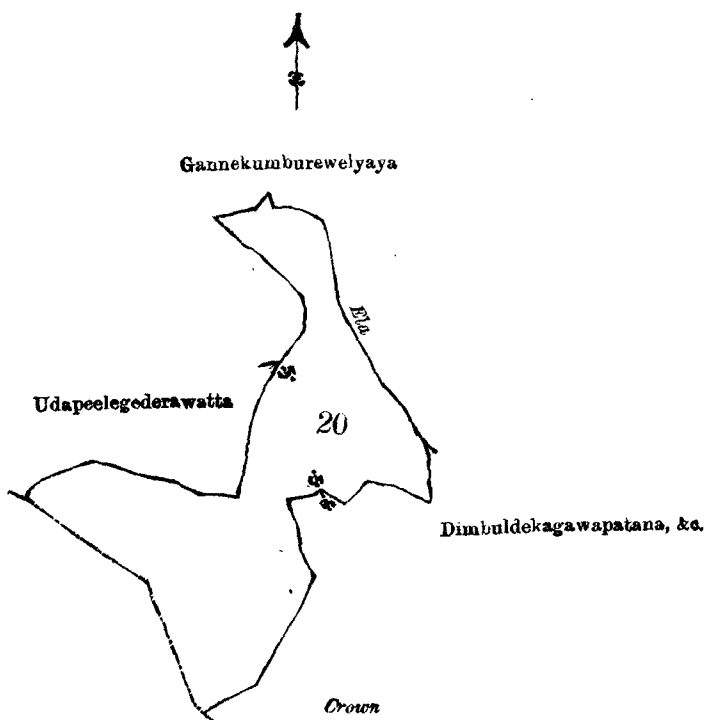 Gannekumburewelyaya
Ela
Udapeelegederawatta
20
Dimbuldekagawapatana, &c.
Crown